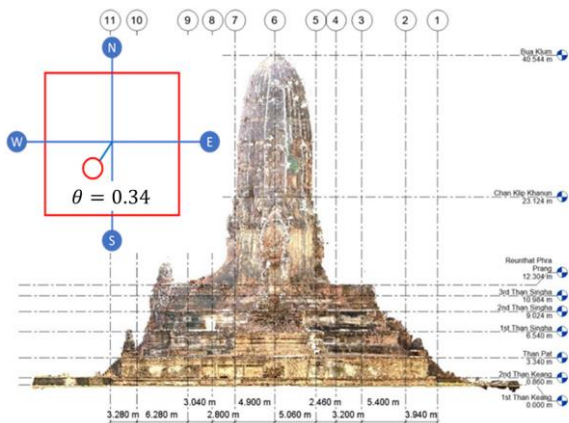 11 10 9 8 7 6 5 4 3 2 1
N
W E
S
θ = 0.34
Bua Klum
40.544 m
Chan Klip Khanun
23.124 m
Reunthat Phra
Prang
12.304 m
3rd Than Singha
10.984 m
2nd Than Singha
9.024 m
1st Than Singha
6.540 m
Than Pat
3.340 m
2nd Than Keang
0.860 m
1st Than Keang
0.000 m
3.040 m 4.900 m 2.460 m 5.400 m
3.280 m 6.280 m 2.800 m 5.060 m 3.200 m 3.940 m